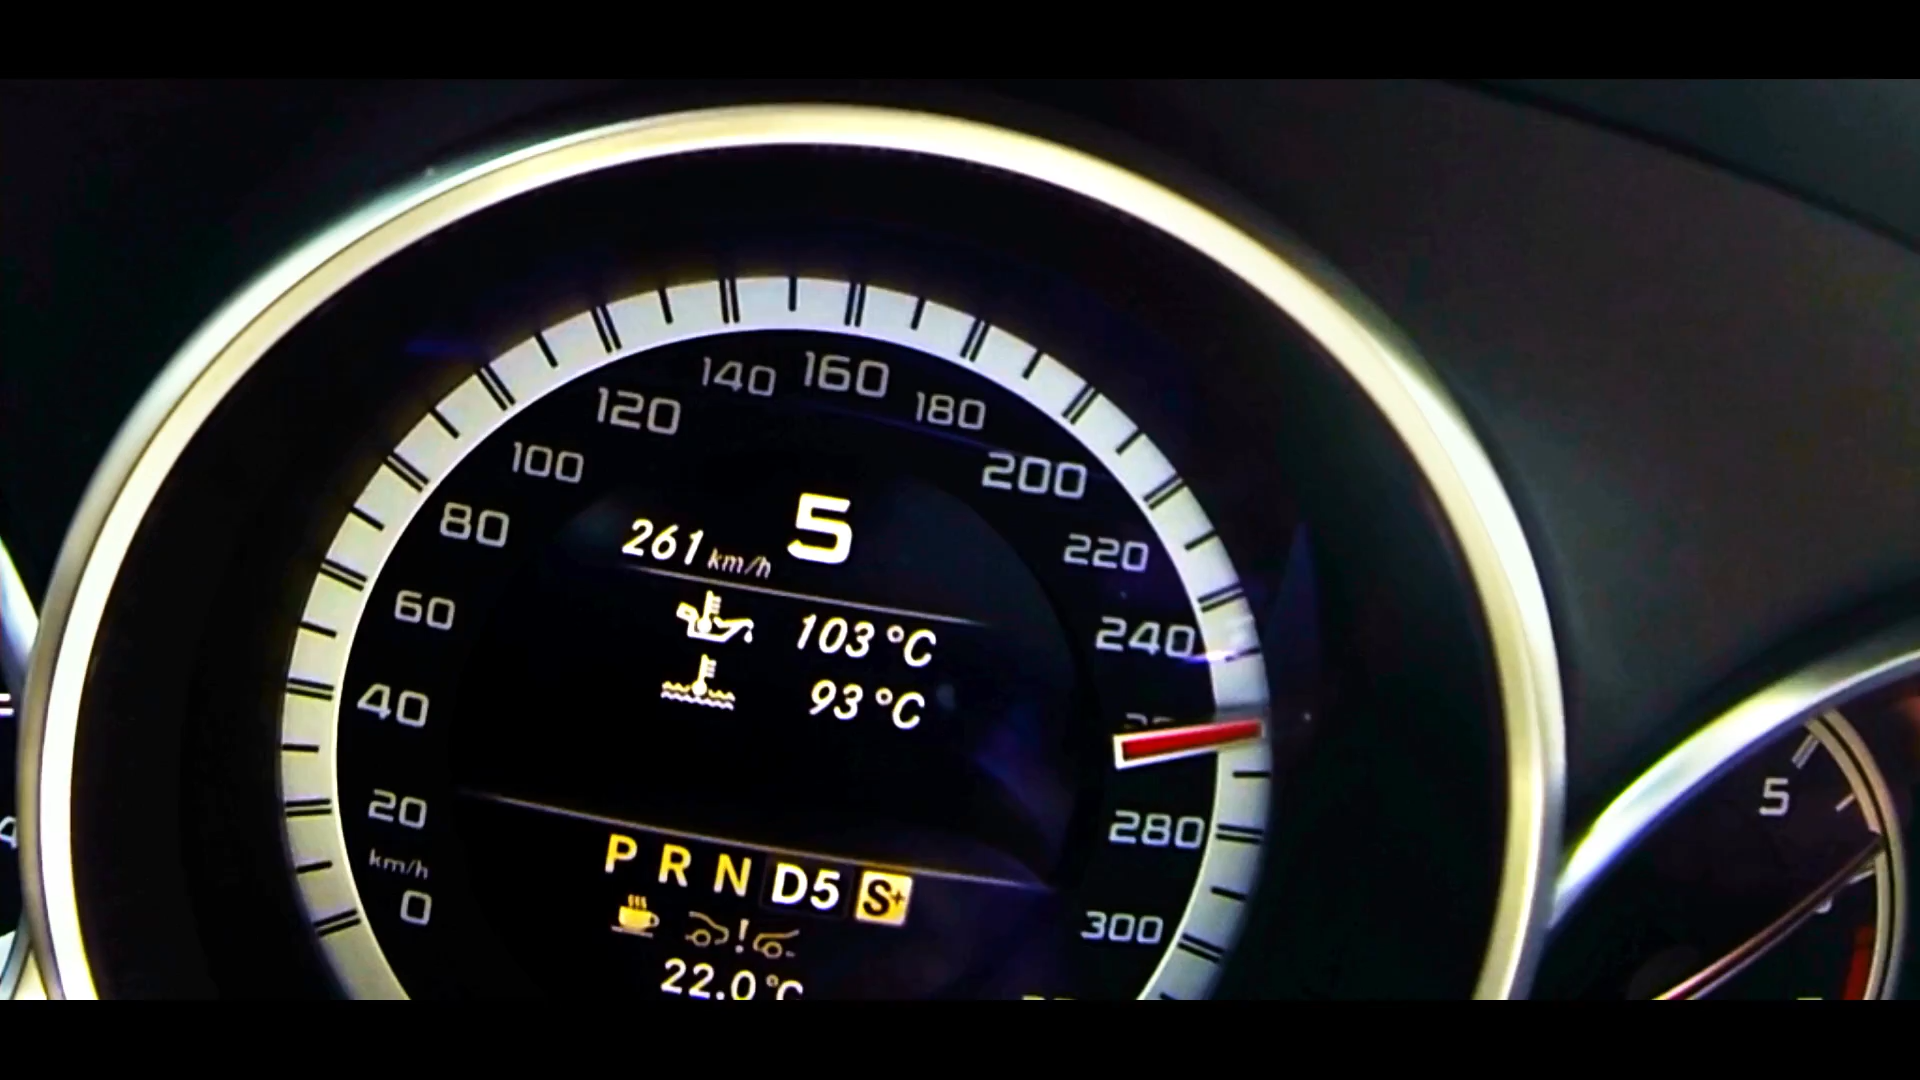 140 160
120 180
100 200
80 220
5
261 km/h
60 240
103 °C
40
93 °C
20 280
km/h
0 300
P R N D5 S+
22.0 °C
5